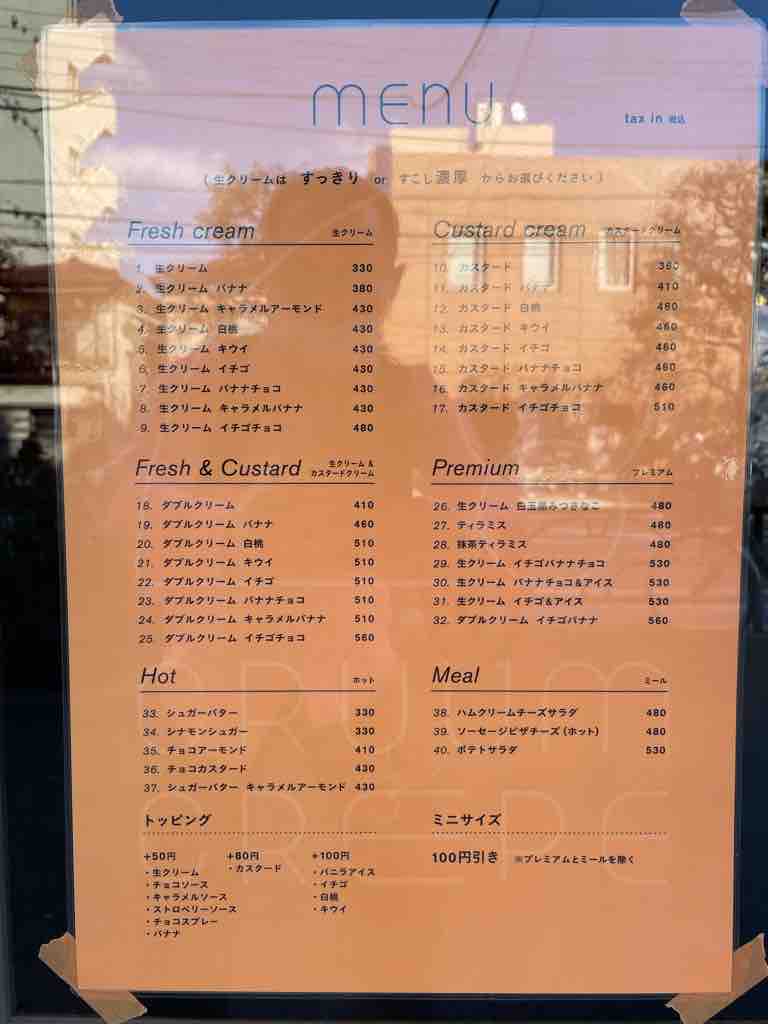 menu
tax in 税込
（生クリームは すっきり or すこし濃厚 からお選びください）
Fresh cream 生クリーム
1. 生クリーム 330
2. 生クリーム バナナ 380
3. 生クリーム キャラメルアーモンド 430
4. 生クリーム 白桃 430
5. 生クリーム キウイ 430
6. 生クリーム イチゴ 430
7. 生クリーム バナナチョコ 430
8. 生クリーム キャラメルバナナ 430
9. 生クリーム イチゴチョコ 480
Custard cream カスタードクリーム
10. カスタード 360
11. カスタード バナナ 410
12. カスタード 白桃 460
13. カスタード キウイ 460
14. カスタード イチゴ 460
15. カスタード バナナチョコ 460
16. カスタード キャラメルバナナ 460
17. カスタード イチゴチョコ 510
Fresh & Custard 生クリーム &
カスタードクリーム
18. ダブルクリーム 410
19. ダブルクリーム バナナ 460
20. ダブルクリーム 白桃 510
21. ダブルクリーム キウイ 510
22. ダブルクリーム イチゴ 510
23. ダブルクリーム バナナチョコ 510
24. ダブルクリーム キャラメルバナナ 510
25. ダブルクリーム イチゴチョコ 560
Premium プレミアム
26. 生クリーム 白玉黒みつきなこ 480
27. ティラミス 480
28. 抹茶ティラミス 480
29. 生クリーム イチゴバナナチョコ 530
30. 生クリーム バナナチョコ&アイス 530
31. 生クリーム イチゴ&アイス 530
32. ダブルクリーム イチゴバナナ 560
Hot ホット
33. シュガーバター 330
34. シナモンシュガー 330
35. チョコアーモンド 410
36. チョコカスタード 430
37. シュガーバター キャラメルアーモンド 430
Meal ミール
38. ハムクリームチーズサラダ 480
39. ソーセージピザチーズ（ホット） 480
40. ポテトサラダ 530
トッピング
+50円
・生クリーム
・チョコソース
・キャラメルソース
・ストロベリーソース
・チョコスプレー
・バナナ
+80円
・カスタード
+100円
・バニラアイス
・イチゴ
・白桃
・キウイ
ミニサイズ
100円引き ※プレミアムとミールを除く
CREPE